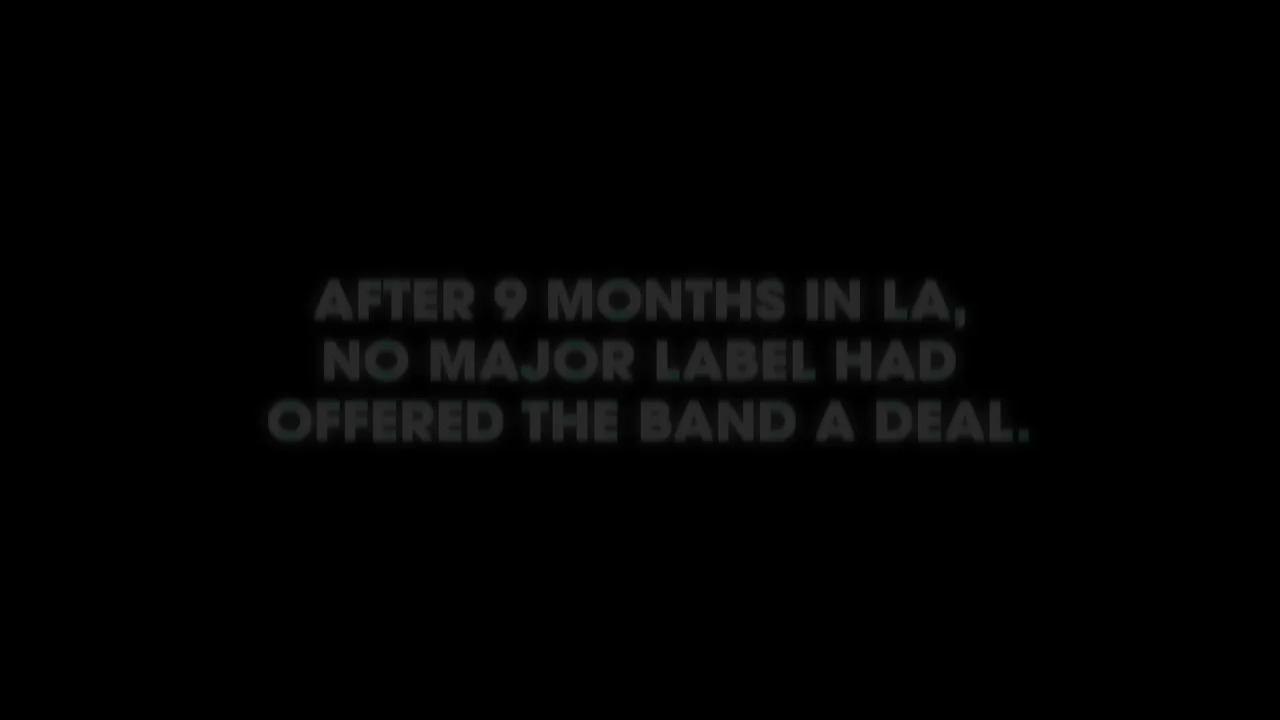 AFTER 9 MONTHS IN LA,
NO MAJOR LABEL HAD
OFFERED THE BAND A DEAL.